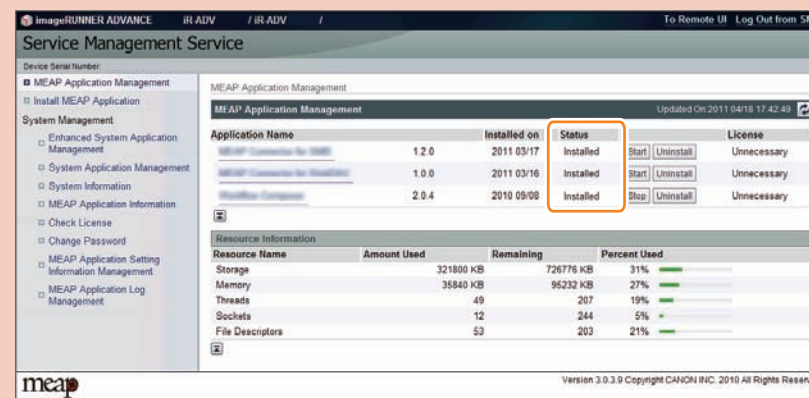 imageRUNNER ADVANCE iR-ADV / iR-ADV / To Remote UI Log Out from
Service Management Service
Device Serial Number:
MEAP Application Management
Install MEAP Application
System Management
Enhanced System Application
Management
System Application Management
System Information
MEAP Application Information
Check License
Change Password
MEAP Application Setting
Information Management
MEAP Application Log
Management
MEAP Application Management
MEAP Application Management Updated On:2011 04/18 17:42:49
Application Name Installed on Status License
1.2.0 2011 03/17 Installed Start Uninstall Unnecessary
1.0.0 2011 03/16 Installed Start Uninstall Unnecessary
2.0.4 2010 09/08 Installed Stop Uninstall Unnecessary
Resource Information
Resource Name Amount Used Remaining Percent Used
Storage 321800 KB 726776 KB 31%
Memory 35840 KB 95232 KB 27%
Threads 49 207 19%
Sockets 12 244 5%
File Descriptors 53 203 21%
meap
Version 3.0.3.9 Copyright CANON INC. 2010 All Rights